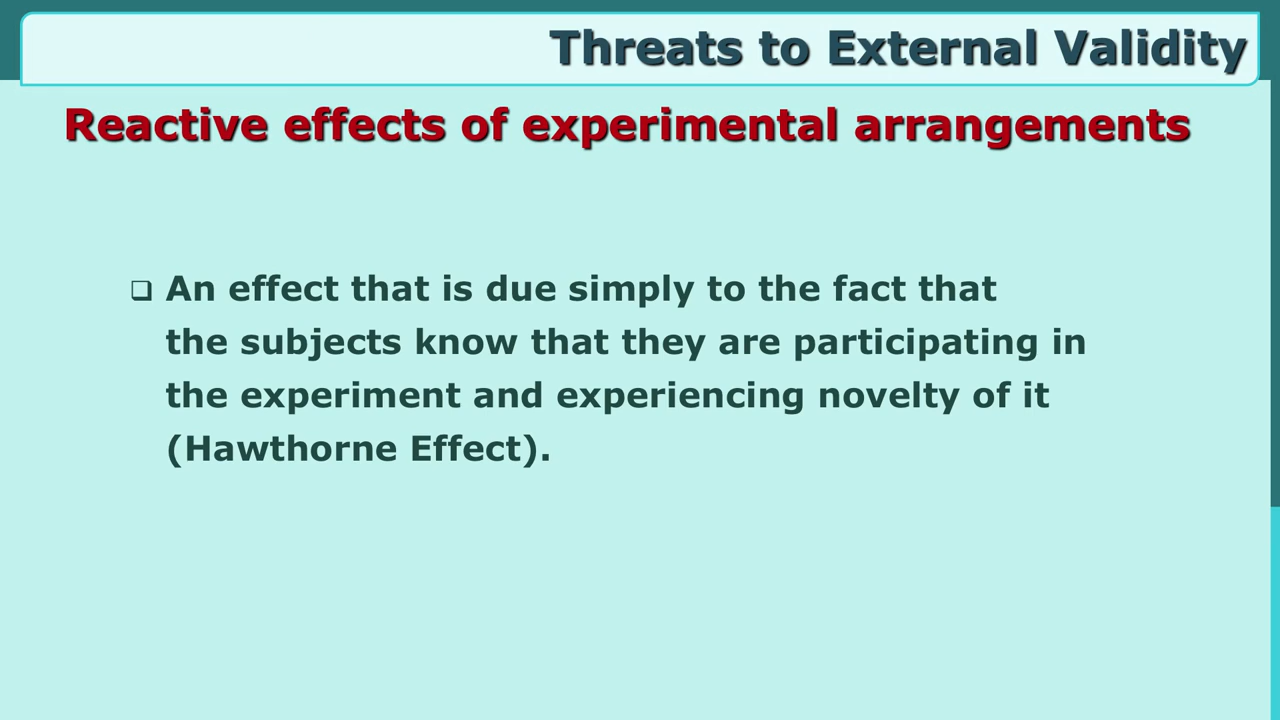 Threats to External Validity
Reactive effects of experimental arrangements
❑ An effect that is due simply to the fact that
the subjects know that they are participating in
the experiment and experiencing novelty of it
(Hawthorne Effect).